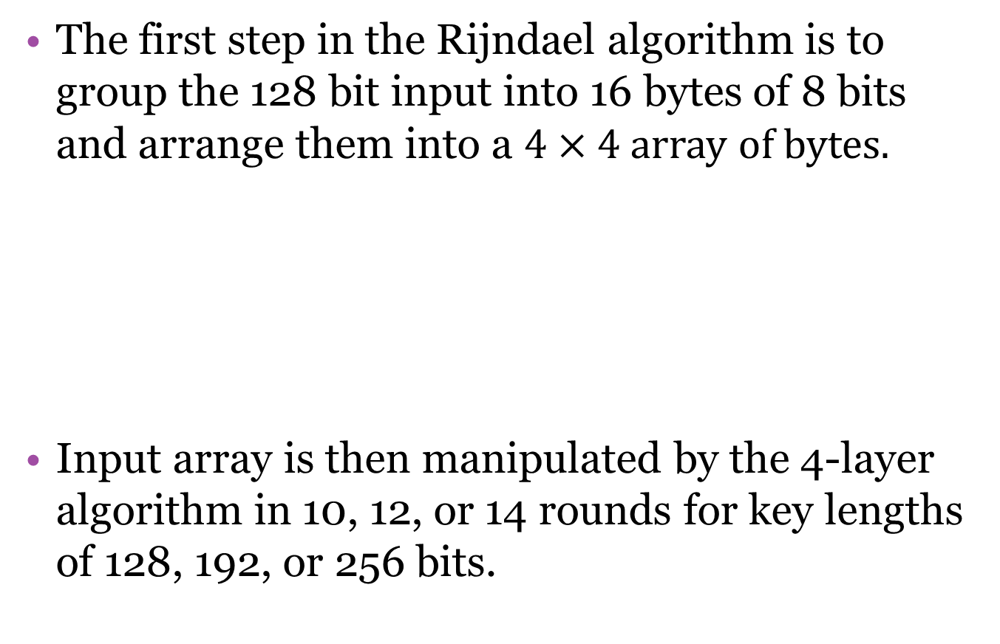 • The first step in the Rijndael algorithm is to
group the 128 bit input into 16 bytes of 8 bits
and arrange them into a 4 × 4 array of bytes.
• Input array is then manipulated by the 4-layer
algorithm in 10, 12, or 14 rounds for key lengths
of 128, 192, or 256 bits.